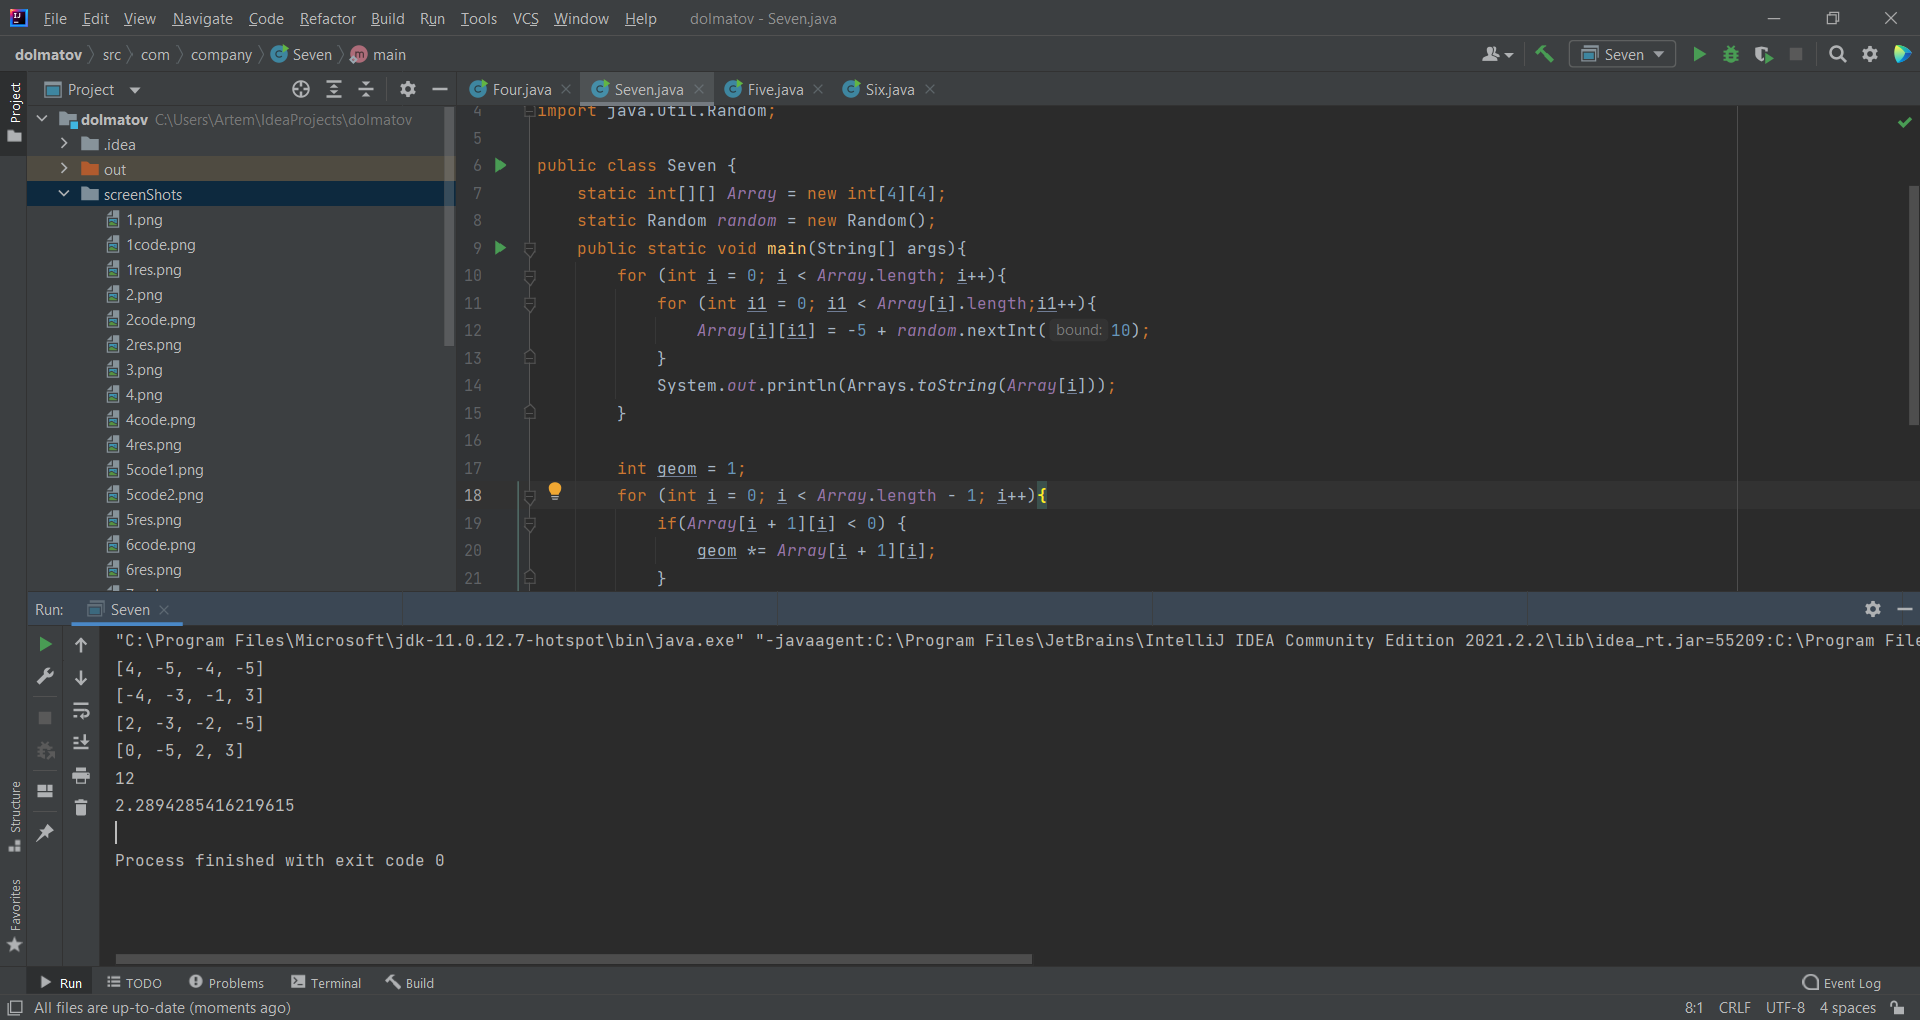 File Edit View Navigate Code Refactor Build Run Tools VCS Window Help dolmatov - Seven.java
dolmatov src com company Seven main
Seven
Project
Project
Four.java Seven.java Five.java Six.java
dolmatov C:\Users\Artem\IdeaProjects\dolmatov
.idea
out
screenShots
1.png
1code.png
1res.png
2.png
2code.png
2res.png
3.png
4.png
4code.png
4res.png
5code1.png
5code2.png
5res.png
6code.png
6res.png
4 import java.util.Random;
5
6 public class Seven {
7 static int[][] Array = new int[4][4];
8 static Random random = new Random();
9 public static void main(String[] args){
10 for (int i = 0; i < Array.length; i++){
11 for (int i1 = 0; i1 < Array[i].length;i1++){
12 Array[i][i1] = -5 + random.nextInt( bound: 10);
13 }
14 System.out.println(Arrays.toString(Array[i]));
15 }
16
17 int geom = 1;
18 for (int i = 0; i < Array.length - 1; i++){
19 if(Array[i + 1][i] < 0) {
20 geom *= Array[i + 1][i];
21 }
Run: Seven
"C:\Program Files\Microsoft\jdk-11.0.12.7-hotspot\bin\java.exe" "-javaagent:C:\Program Files\JetBrains\IntelliJ IDEA Community Edition 2021.2.2\lib\idea_rt.jar=55209:C:\Program File
[4, -5, -4, -5]
[-4, -3, -1, 3]
[2, -3, -2, -5]
[0, -5, 2, 3]
12
2.2894285416219615
Process finished with exit code 0
Structure
Favorites
Run TODO Problems Terminal Build Event Log
All files are up-to-date (moments ago) 8:1 CRLF UTF-8 4 spaces